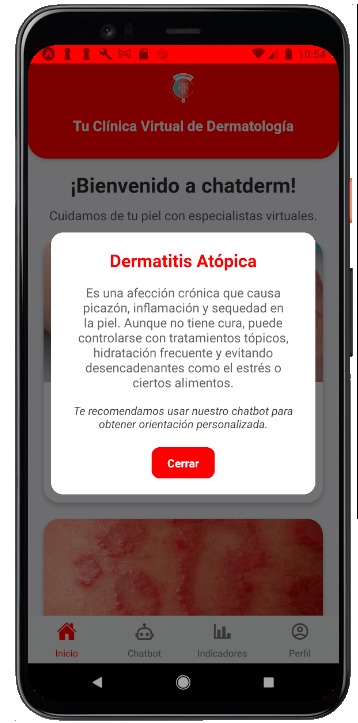 10:54
Tu Clínica Virtual de Dermatología
¡Bienvenido a chatderm!
Cuidamos de tu piel con especialistas virtuales.
Dermatitis Atópica
Es una afección crónica que causa
picazón, inflamación y sequedad en
la piel. Aunque no tiene cura, puede
controlarse con tratamientos tópicos,
hidratación frecuente y evitando
desencadenantes como el estrés o
ciertos alimentos.
Te recomendamos usar nuestro chatbot para
obtener orientación personalizada.
Cerrar
Inicio
Chatbot
Indicadores
Perfil